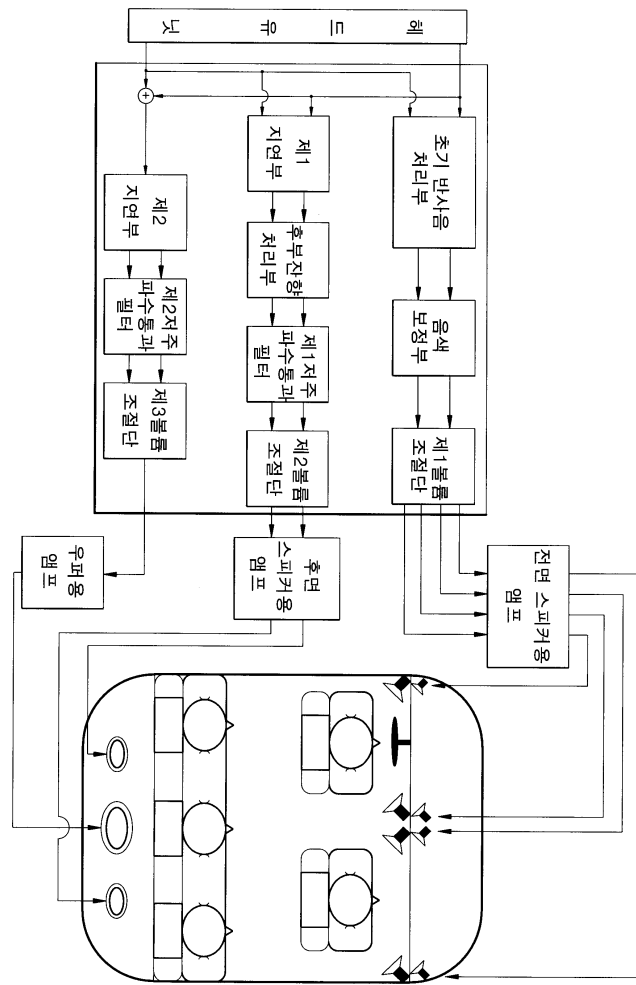 헤드유닛
초기 반사음
처리부
음색
보정부
제1볼륨
조절단
전면 스피커용
앰프
제1
지연부
후부잔향
처리부
제1저주
파수통과
필터
제2볼륨
조절단
후면
스피커용
앰프
+
제2
지연부
제2저주
파수통과
필터
제3볼륨
조절단
우퍼용
앰프